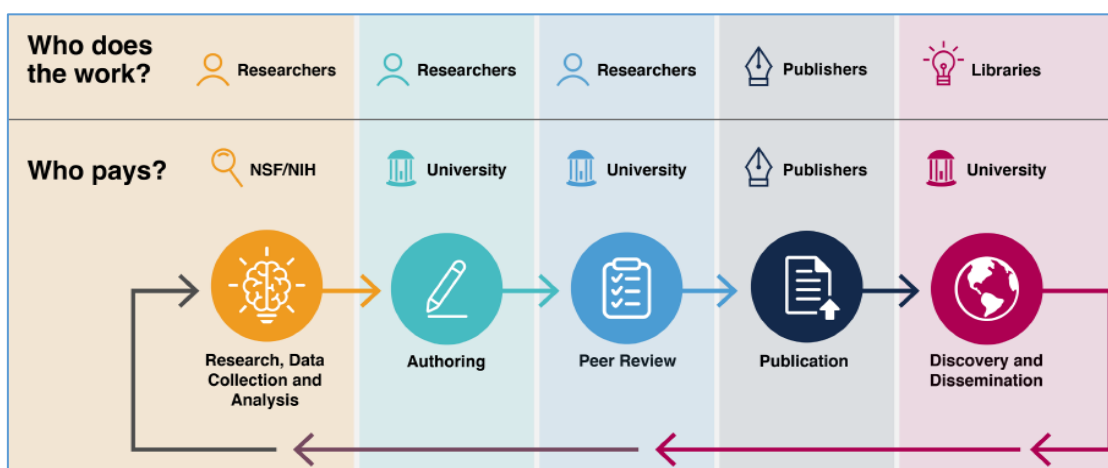 Who does
the work?
Researchers
Researchers
Researchers
Publishers
Libraries
Who pays?
NSF/NIH
University
University
Publishers
University
Research, Data
Collection and
Analysis
Authoring
Peer Review
Publication
Discovery and
Dissemination